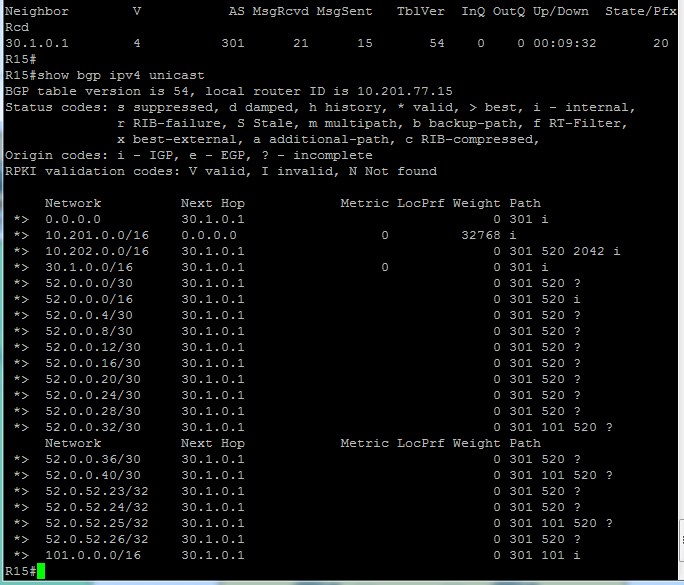 Neighbor        V           AS MsgRcvd MsgSent   TblVer  InQ OutQ Up/Down  State/Pfx
Rcd
30.1.0.1        4          301      21      15       54    0    0 00:09:32       20
R15#
R15#show bgp ipv4 unicast
BGP table version is 54, local router ID is 10.201.77.15
Status codes: s suppressed, d damped, h history, * valid, > best, i - internal,
              r RIB-failure, S Stale, m multipath, b backup-path, f RT-Filter,
              x best-external, a additional-path, c RIB-compressed,
Origin codes: i - IGP, e - EGP, ? - incomplete
RPKI validation codes: V valid, I invalid, N Not found
     Network          Next Hop            Metric LocPrf Weight Path
 *>  0.0.0.0          30.1.0.1                               0 301 i
 *>  10.201.0.0/16    0.0.0.0                  0         32768 i
 *>  10.202.0.0/16    30.1.0.1                               0 301 520 2042 i
 *>  30.1.0.0/16      30.1.0.1                 0             0 301 i
 *>  52.0.0.0/30      30.1.0.1                               0 301 520 ?
 *>  52.0.0.0/16      30.1.0.1                               0 301 520 i
 *>  52.0.0.4/30      30.1.0.1                               0 301 520 ?
 *>  52.0.0.8/30      30.1.0.1                               0 301 520 ?
 *>  52.0.0.12/30     30.1.0.1                               0 301 520 ?
 *>  52.0.0.16/30     30.1.0.1                               0 301 520 ?
 *>  52.0.0.20/30     30.1.0.1                               0 301 520 ?
 *>  52.0.0.24/30     30.1.0.1                               0 301 520 ?
 *>  52.0.0.28/30     30.1.0.1                               0 301 520 ?
 *>  52.0.0.32/30     30.1.0.1                               0 301 101 520 ?
     Network          Next Hop            Metric LocPrf Weight Path
 *>  52.0.0.36/30     30.1.0.1                               0 301 520 ?
 *>  52.0.0.40/30     30.1.0.1                               0 301 101 520 ?
 *>  52.0.52.23/32    30.1.0.1                               0 301 520 ?
 *>  52.0.52.24/32    30.1.0.1                               0 301 520 ?
 *>  52.0.52.25/32    30.1.0.1                               0 301 101 520 ?
 *>  52.0.52.26/32    30.1.0.1                               0 301 520 ?
 *>  101.0.0.0/16     30.1.0.1                               0 301 101 i
R15#